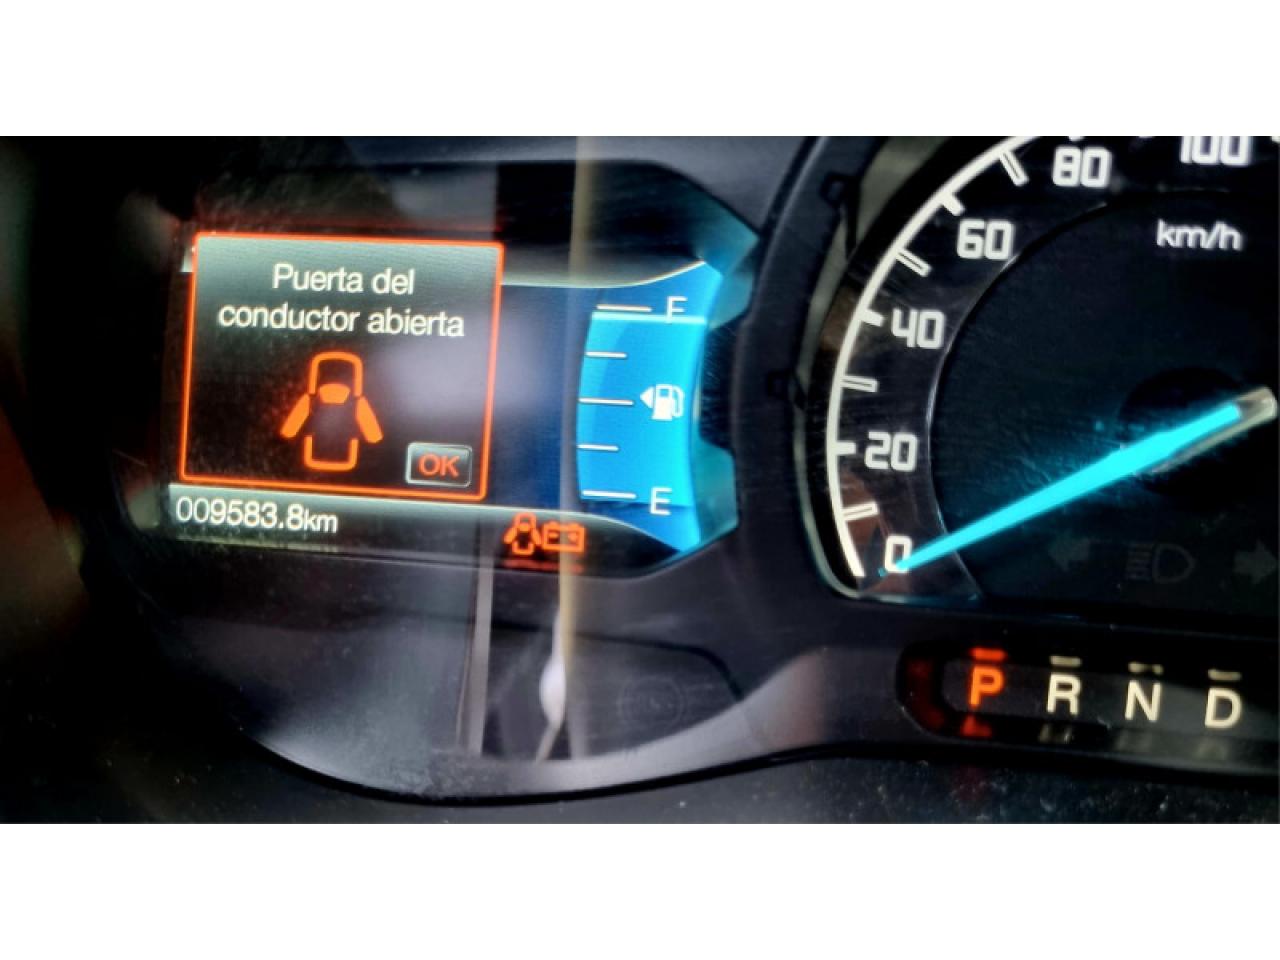 Puerta del
conductor abierta
OK
009583.8km
F
E
100
80
km/h
60
40
20
0
P R N D